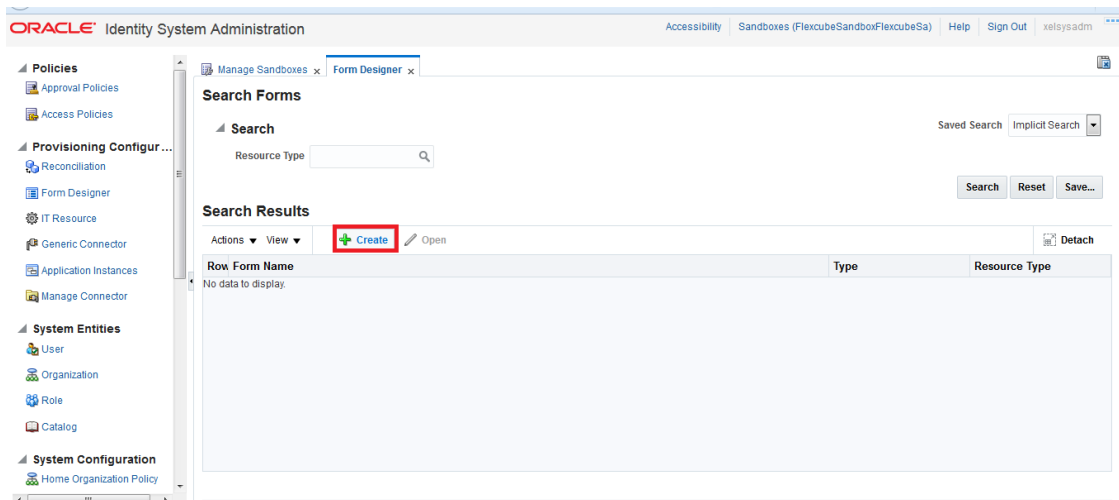 ORACLE® Identity System Administration
Accessibility Sandboxes (FlexcubeSandboxFlexcubeSa) Help Sign Out xelsysadm
Policies
Approval Policies
Access Policies
Provisioning Configur...
Reconciliation
Form Designer
IT Resource
Generic Connector
Application Instances
Manage Connector
System Entities
User
Organization
Role
Catalog
System Configuration
Home Organization Policy
Manage Sandboxes x Form Designer x
Search Forms
Search
Saved Search Implicit Search
Resource Type
Search Reset Save...
Search Results
Actions View Create Open Detach
Row Form Name Type Resource Type
No data to display.